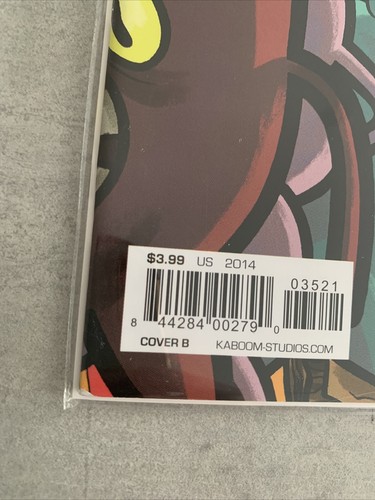 $3.99 US 2014
03521
8 44284 00279 0
COVER B KABOOM-STUDIOS.COM